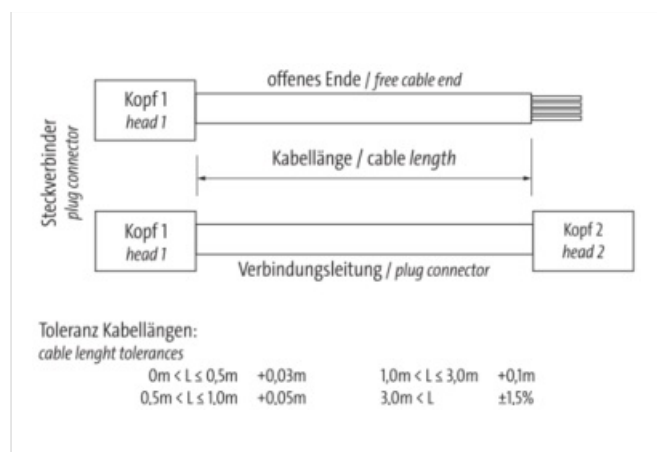 offenes Ende / free cable end
Kopf 1
head 1
Steckverbinder
plug connector
Kabellänge / cable length
Kopf 1
head 1
Kopf 2
head 2
Verbindungsleitung / plug connector
Toleranz Kabellängen:
cable lenght tolerances
0m < L ≤ 0,5m +0,03m 1,0m < L ≤ 3,0m +0,1m
0,5m < L ≤ 1,0m +0,05m 3,0m < L ±1,5%